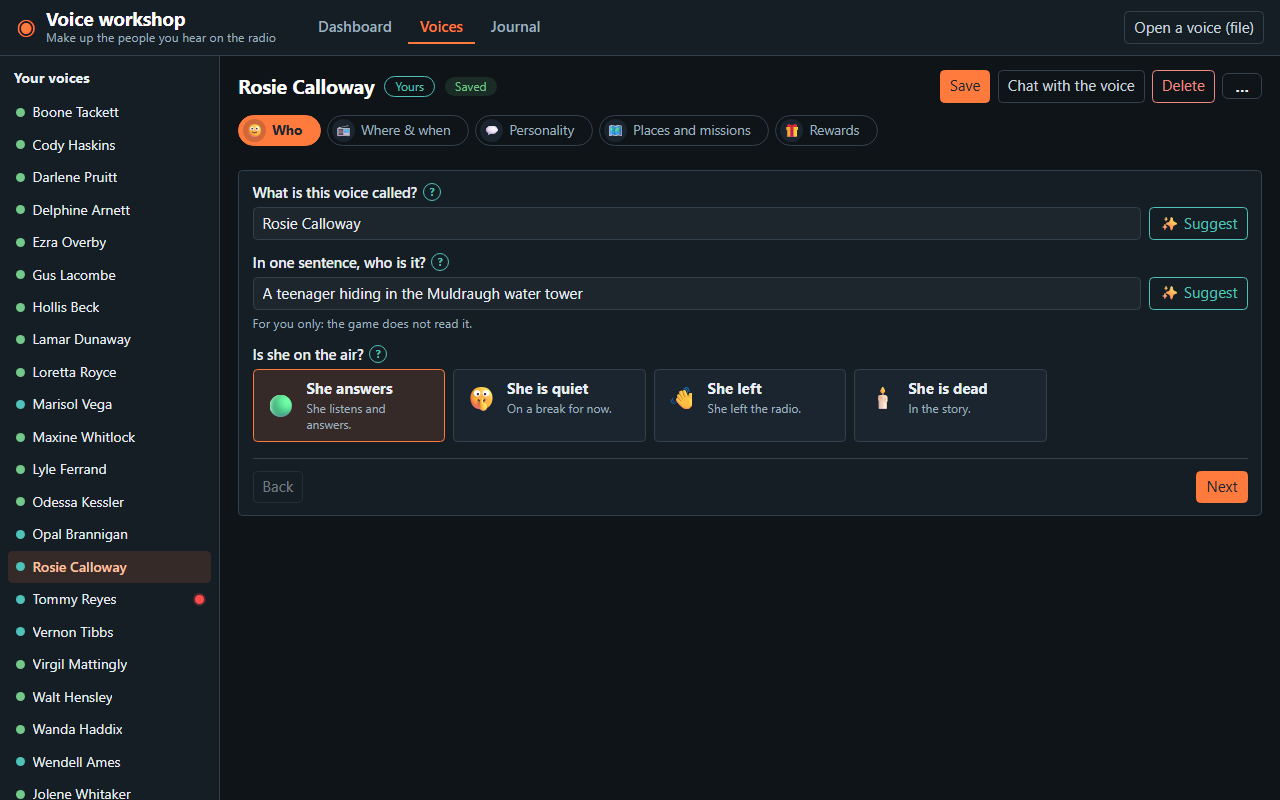 Voice workshop
Make up the people you hear on the radio
Dashboard
Voices
Journal
Open a voice (file)
Your voices
Boone Tackett
Cody Haskins
Darlene Pruitt
Delphine Arnett
Ezra Overby
Gus Lacombe
Hollis Beck
Lamar Dunaway
Loretta Royce
Marisol Vega
Maxine Whitlock
Lyle Ferrand
Odessa Kessler
Opal Brannigan
Rosie Calloway
Tommy Reyes
Vernon Tibbs
Virgil Mattingly
Walt Hensley
Wanda Haddix
Wendell Ames
Jolene Whitaker
Rosie Calloway
Yours
Saved
Save
Chat with the voice
Delete
...
Who
Where & when
Personality
Places and missions
Rewards
What is this voice called? ?
Rosie Calloway
✨ Suggest
In one sentence, who is it? ?
A teenager hiding in the Muldraugh water tower
✨ Suggest
For you only: the game does not read it.
Is she on the air? ?
She answers
She listens and
answers.
She is quiet
On a break for now.
She left
She left the radio.
She is dead
In the story.
Back
Next